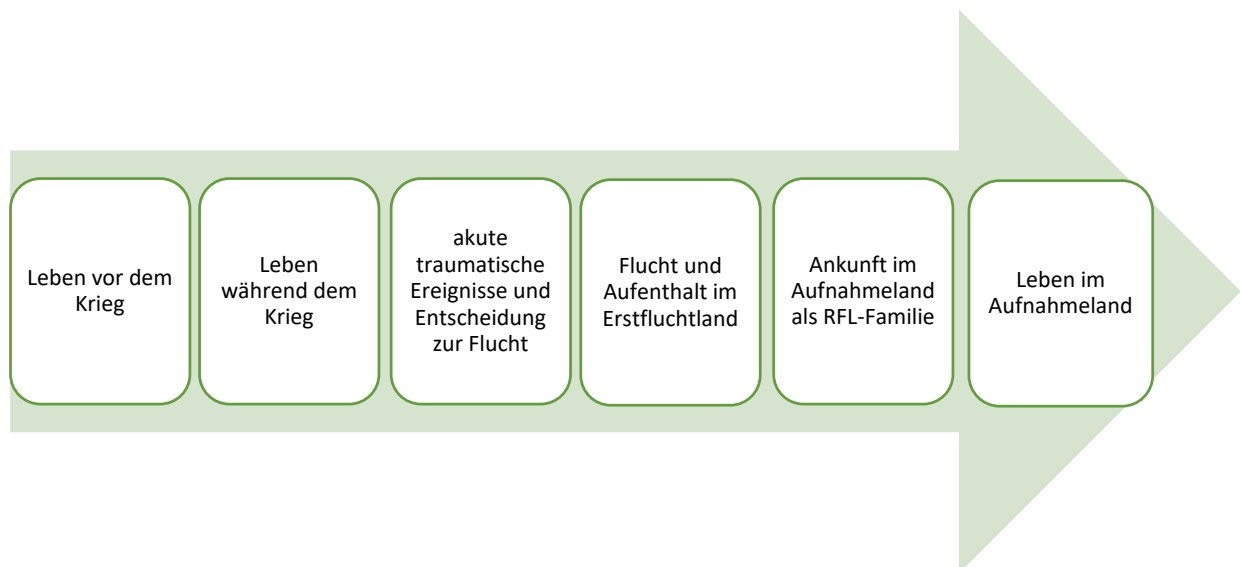 Leben vor dem
Krieg
Leben
während dem
Krieg
akute
traumatische
Ereignisse und
Entscheidung
zur Flucht
Flucht und
Aufenthalt im
Erstfluchtland
Ankunft im
Aufnahmeland
als RFL-Familie
Leben im
Aufnahmeland